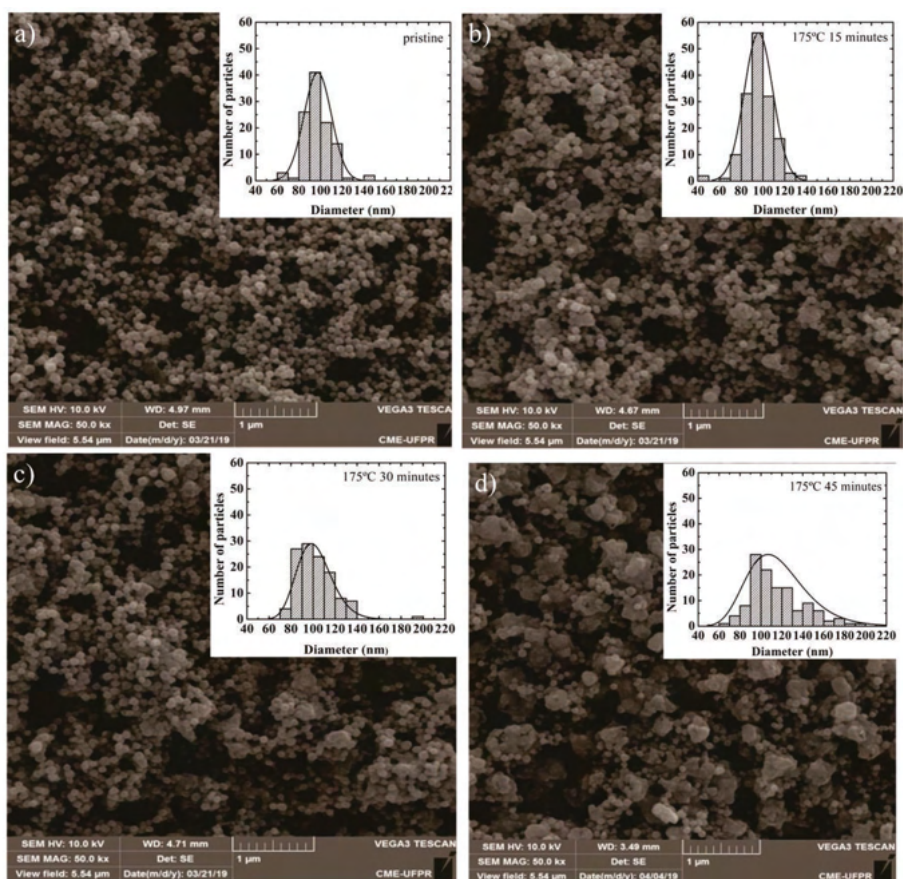 a)
pristine
Number of particles
60
50
40
30
20
10
0
40 60 80 100 120 140 160 180 200 22
Diameter (nm)
SEM HV: 10.0 kV WD: 4.97 mm
SEM MAG: 50.0 kx Det: SE 1 µm
View field: 5.54 µm Date(m/d/y): 03/21/19
VEGA3 TESCAN
CME-UFPR
b)
175ºC 15 minutes
Number of particles
60
50
40
30
20
10
0
40 60 80 100 120 140 160 180 200 220
Diameter (nm)
SEM HV: 10.0 kV WD: 4.67 mm
SEM MAG: 50.0 kx Det: SE 1 µm
View field: 5.54 µm Date(m/d/y): 03/21/19
VEGA3 TESCAN
CME-UFPR
c)
175ºC 30 minutes
Number of particles
60
50
40
30
20
10
0
40 60 80 100 120 140 160 180 200 220
Diameter (nm)
SEM HV: 10.0 kV WD: 4.71 mm
SEM MAG: 50.0 kx Det: SE 1 µm
View field: 5.54 µm Date(m/d/y): 03/21/19
VEGA3 TESCAN
CME-UFPR
d)
175ºC 45 minutes
Number of particles
60
50
40
30
20
10
0
40 60 80 100 120 140 160 180 200 220
Diameter (nm)
SEM HV: 10.0 kV WD: 3.49 mm
SEM MAG: 50.0 kx Det: SE 1 µm
View field: 5.54 µm Date(m/d/y): 04/04/19
VEGA3 TESCAN
CME-UFPR